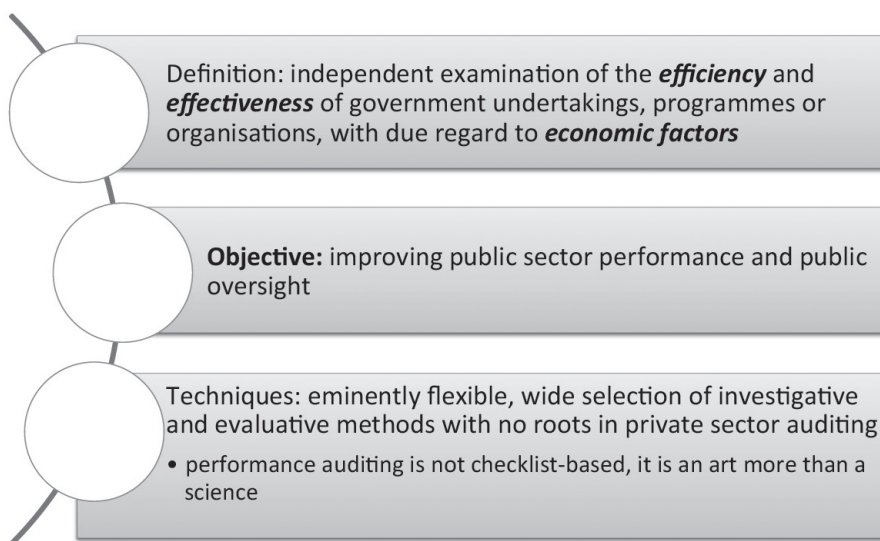 Definition: independent examination of the efficiency and
effectiveness of government undertakings, programmes or
organisations, with due regard to economic factors
Objective: improving public sector performance and public
oversight
Techniques: eminently flexible, wide selection of investigative
and evaluative methods with no roots in private sector auditing
• performance auditing is not checklist-based, it is an art more than a
science